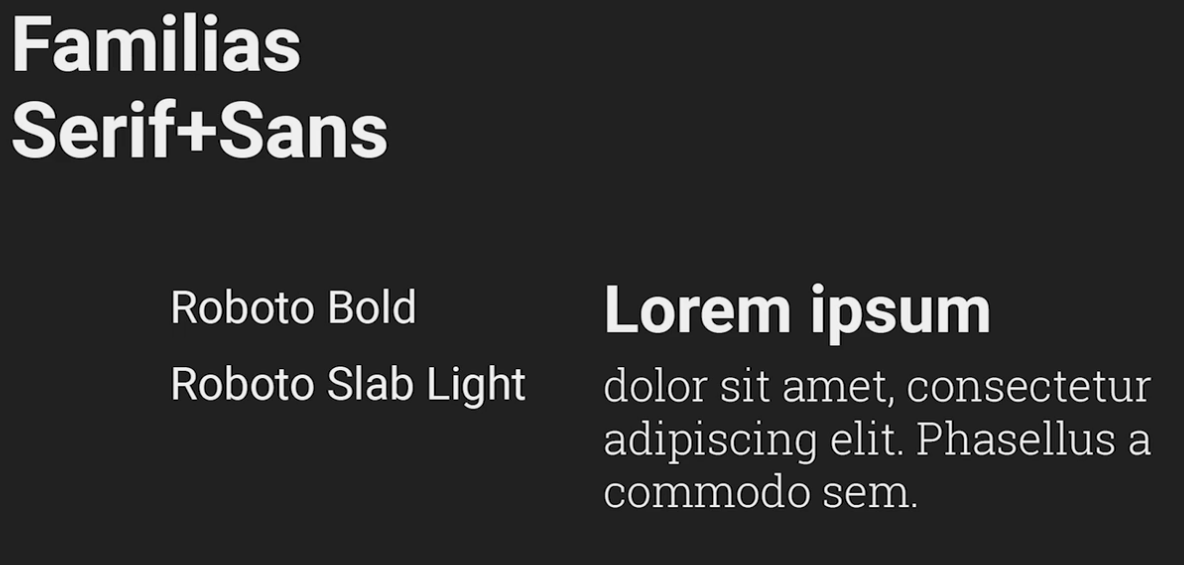 Familias
Serif+Sans
Roboto Bold
Roboto Slab Light
Lorem ipsum
dolor sit amet, consectetur
adipiscing elit. Phasellus a
commodo sem.